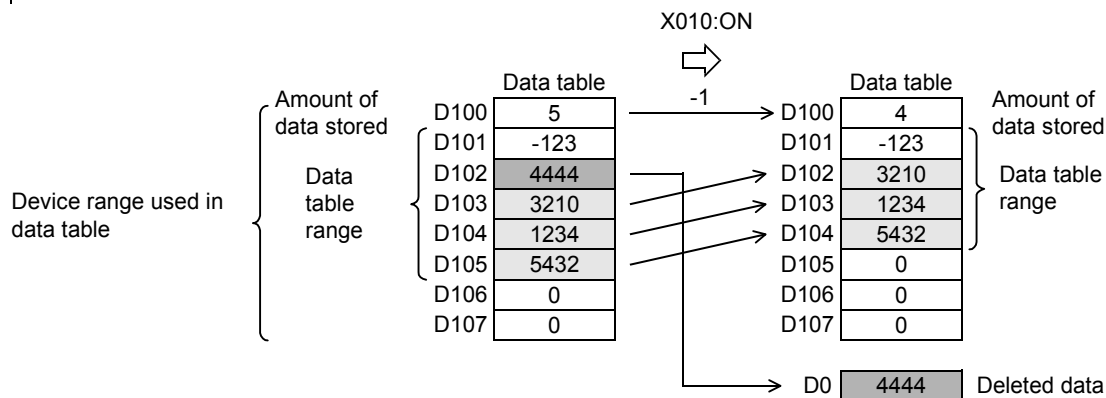 X010:ON
Data table
-1
Data table
Amount of
data stored
D100 5
D100 4
Amount of
data stored
D101 -123
D101 -123
D102 4444
D102 3210
Data
table
range
Data table
range
Device range used in
data table
D103 3210
D103 1234
D104 1234
D104 5432
D105 5432
D105 0
D106 0
D106 0
D107 0
D107 0
D0 4444 Deleted data